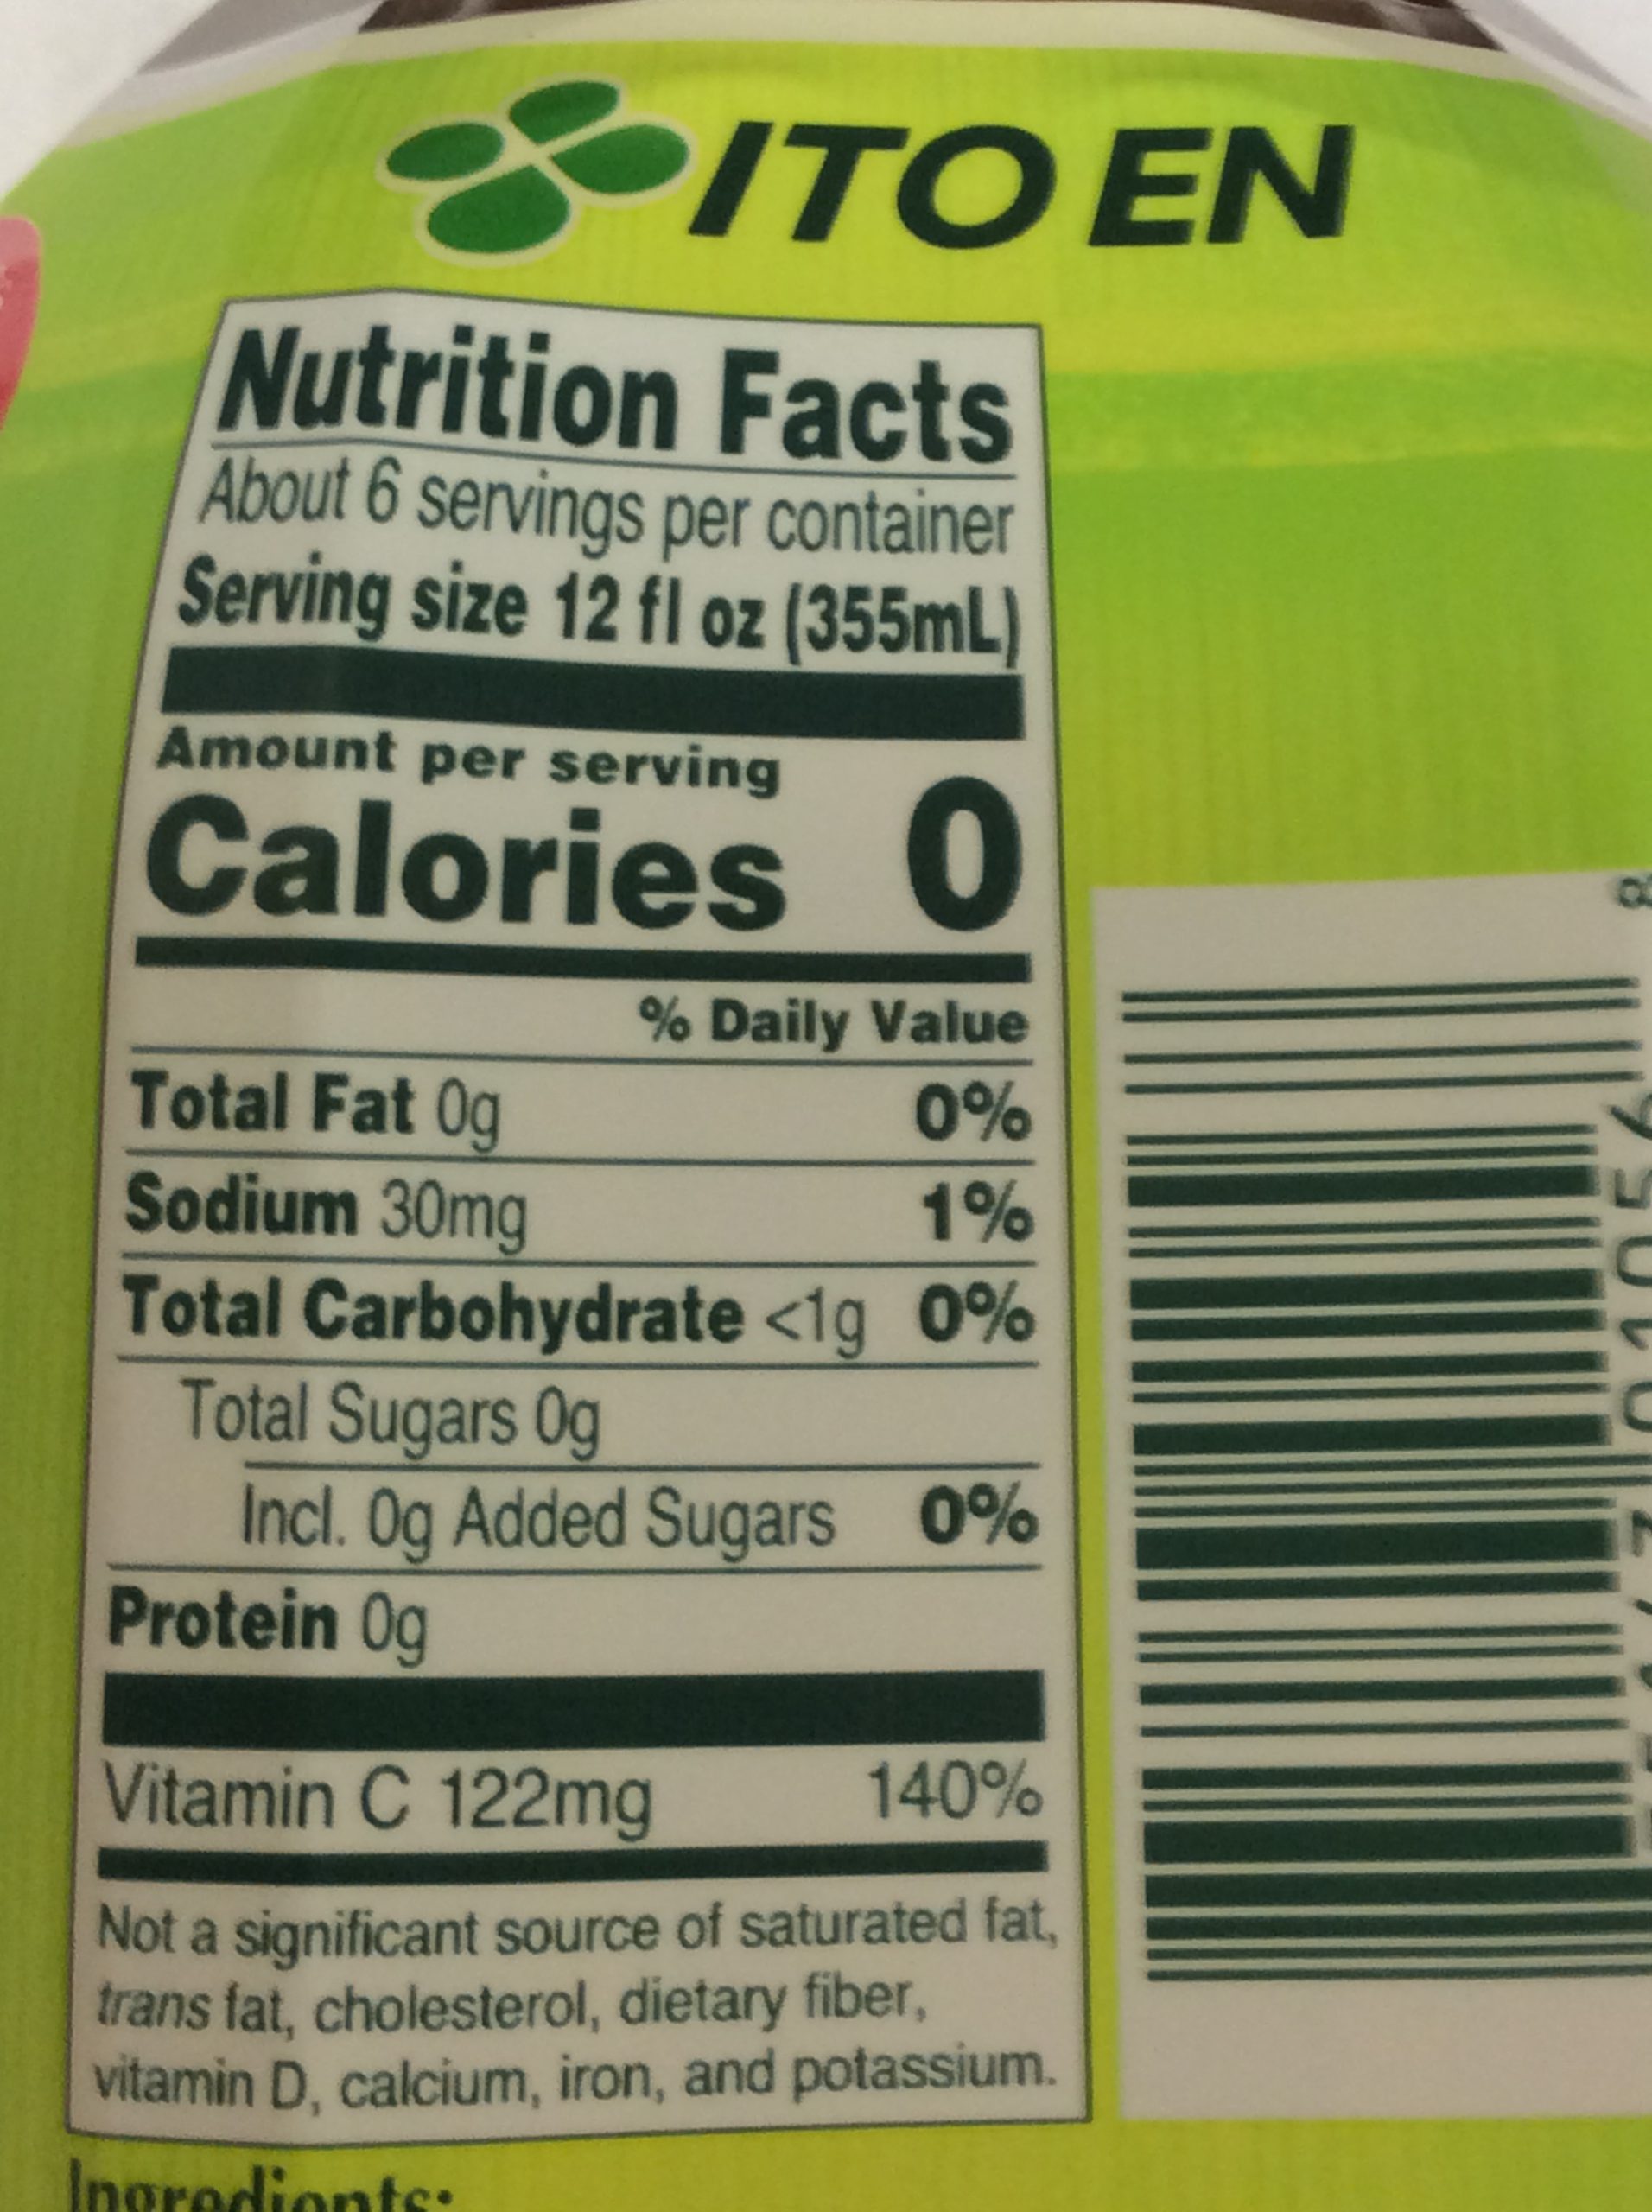 ITO EN
Nutrition Facts
About 6 servings per container
Serving size 12 fl oz (355mL)
Amount per serving
Calories 0
% Daily Value
Total Fat 0g 0%
Sodium 30mg 1%
Total Carbohydrate <1g 0%
Total Sugars 0g
Incl. 0g Added Sugars 0%
Protein 0g
Vitamin C 122mg 140%
Not a significant source of saturated fat,
trans fat, cholesterol, dietary fiber,
vitamin D, calcium, iron, and potassium.
Ingredients: